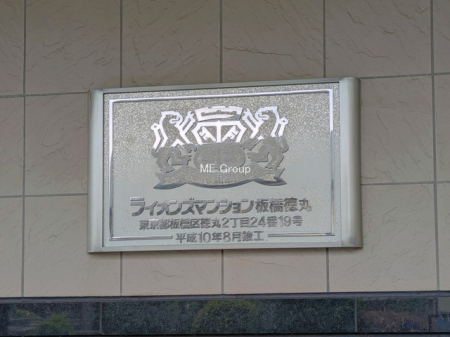 ME Group
ライオンズマンション板橋徳丸
東京都板橋区徳丸2丁目24番19号
平成10年8月竣工